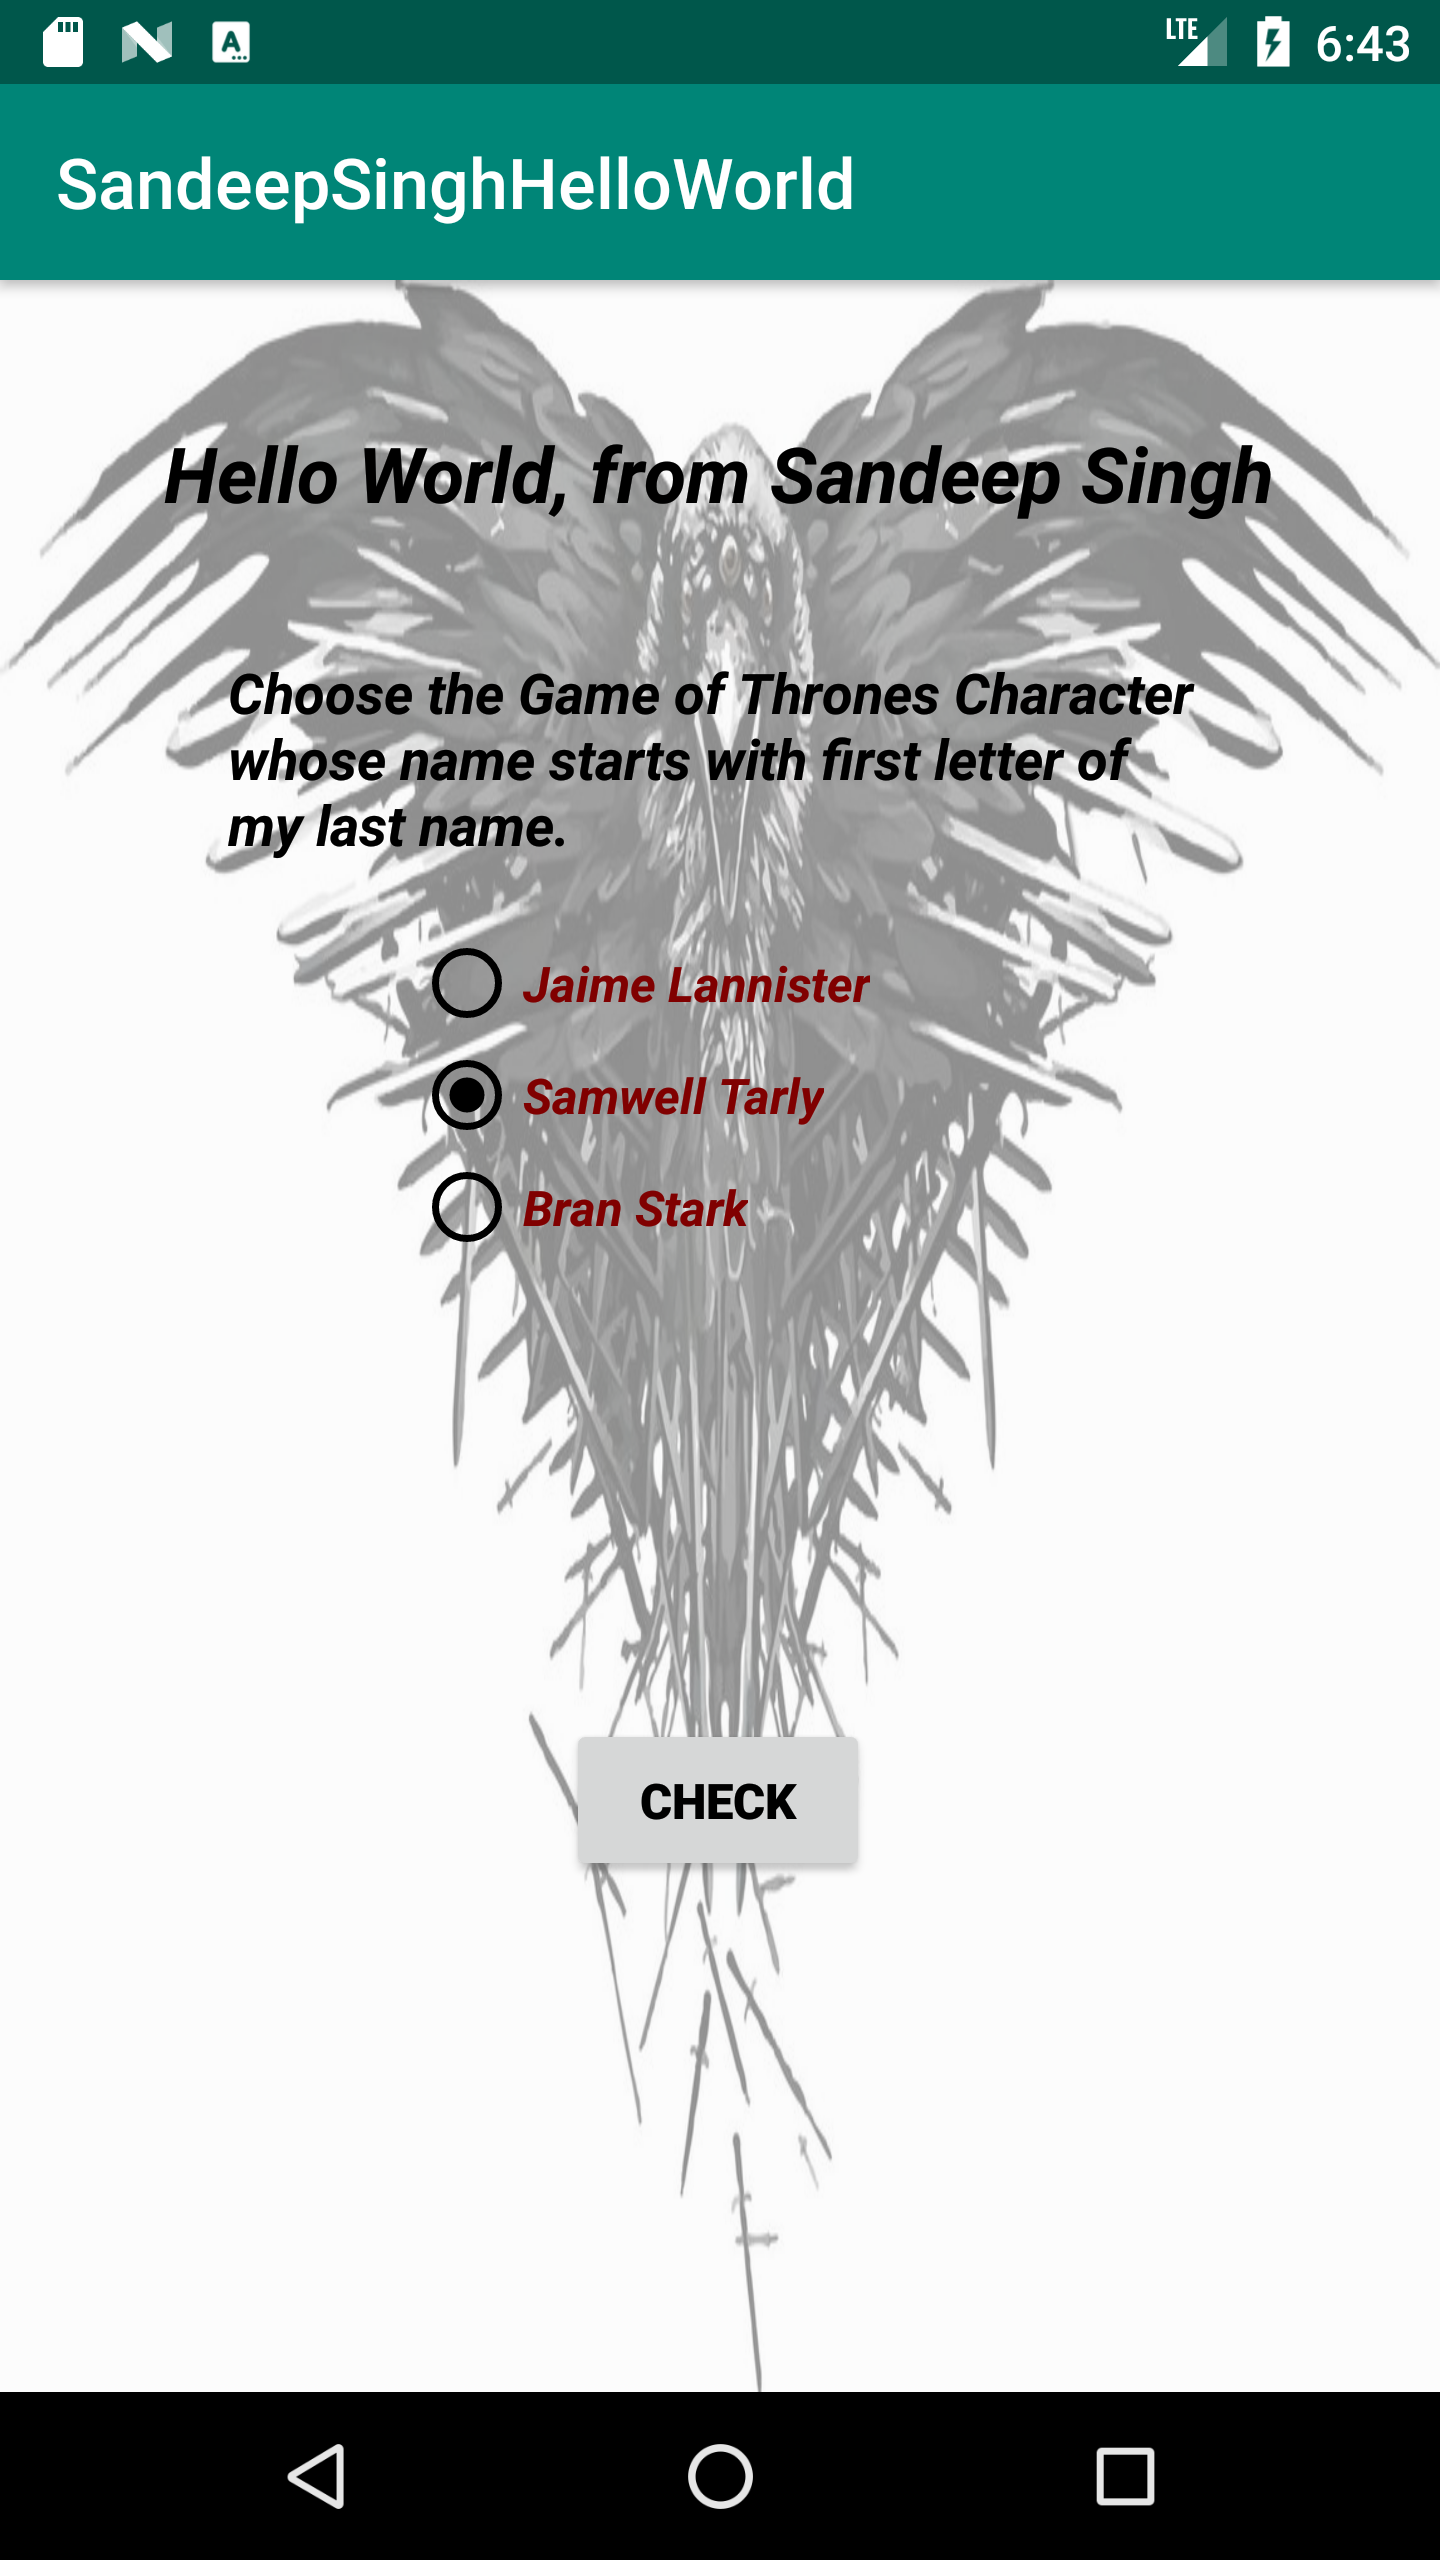 LTE 6:43
SandeepSinghHelloWorld
Hello World, from Sandeep Singh
Choose the Game of Thrones Character
whose name starts with first letter of
my last name.
Jaime Lannister
Samwell Tarly
Bran Stark
CHECK